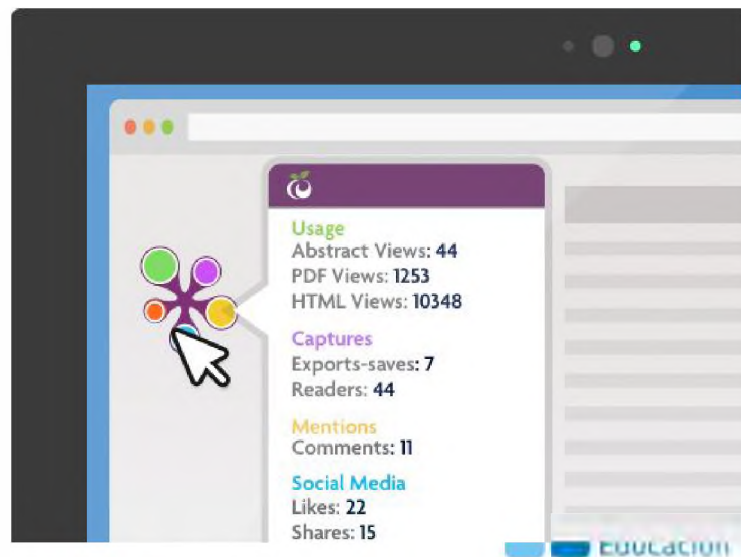 Usage
Abstract Views: 44
PDF Views: 1253
HTML Views: 10348
Captures
Exports-saves: 7
Readers: 44
Mentions
Comments: 11
Social Media
Likes: 22
Shares: 15
Educación